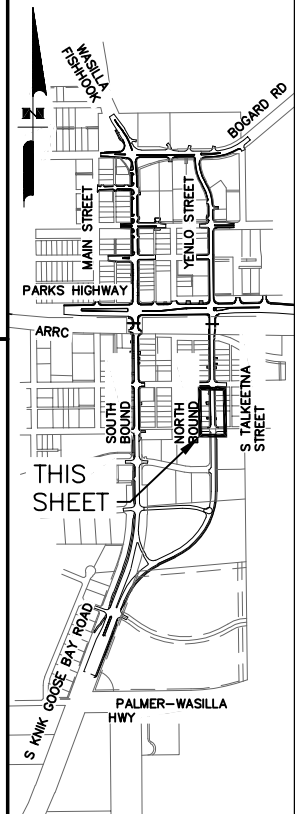 N
WASILLA
FISHHOOK
BOGARD RD
MAIN STREET
YENLO STREET
PARKS HIGHWAY
ARRC
SOUTH
BOUND
NORTH
BOUND
S TALKEETNA
STREET
THIS
SHEET
S KNIK GOOSE BAY ROAD
PALMER-WASILLA
HWY